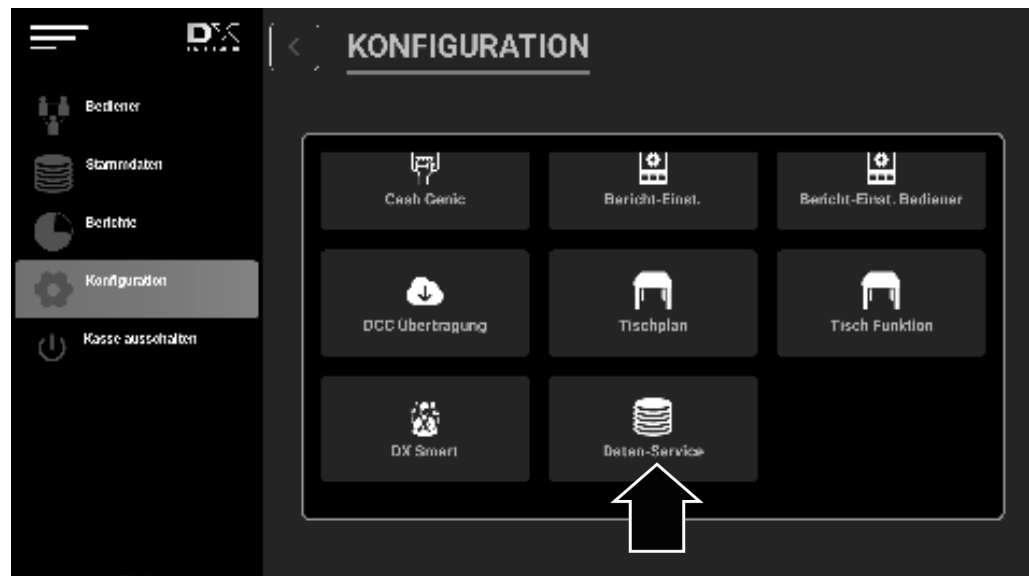 DX
KONFIGURATION
Bediener
Stammdaten
Berichte
Konfiguration
Kasse ausschalten
Cash Genic
Bericht-Einst.
Bericht-Einst. Bediener
DCC Übertragung
Tischplan
Tisch Funktion
DX Smart
Daten-Service